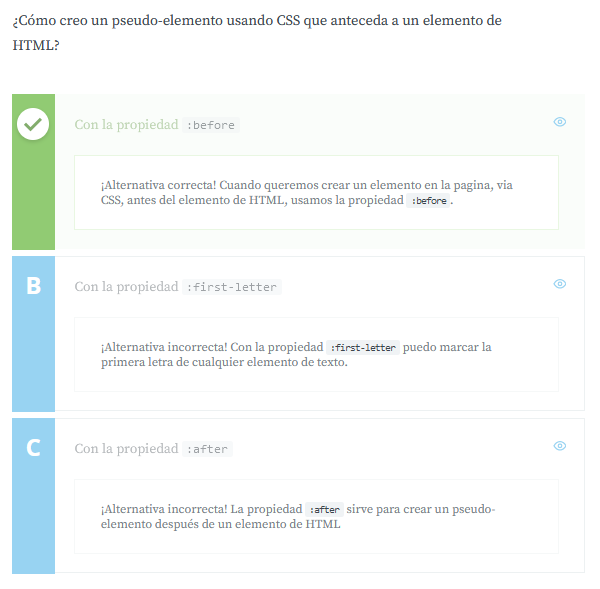 ¿Cómo creo un pseudo-elemento usando CSS que anteceda a un elemento de
HTML?
Con la propiedad :before
¡Alternativa correcta! Cuando queremos crear un elemento en la pagina, via
CSS, antes del elemento de HTML, usamos la propiedad :before.
B
Con la propiedad :first-letter
¡Alternativa incorrecta! Con la propiedad :first-letter puedo marcar la
primera letra de cualquier elemento de texto.
C
Con la propiedad :after
¡Alternativa incorrecta! La propiedad :after sirve para crear un pseudo-
elemento después de un elemento de HTML